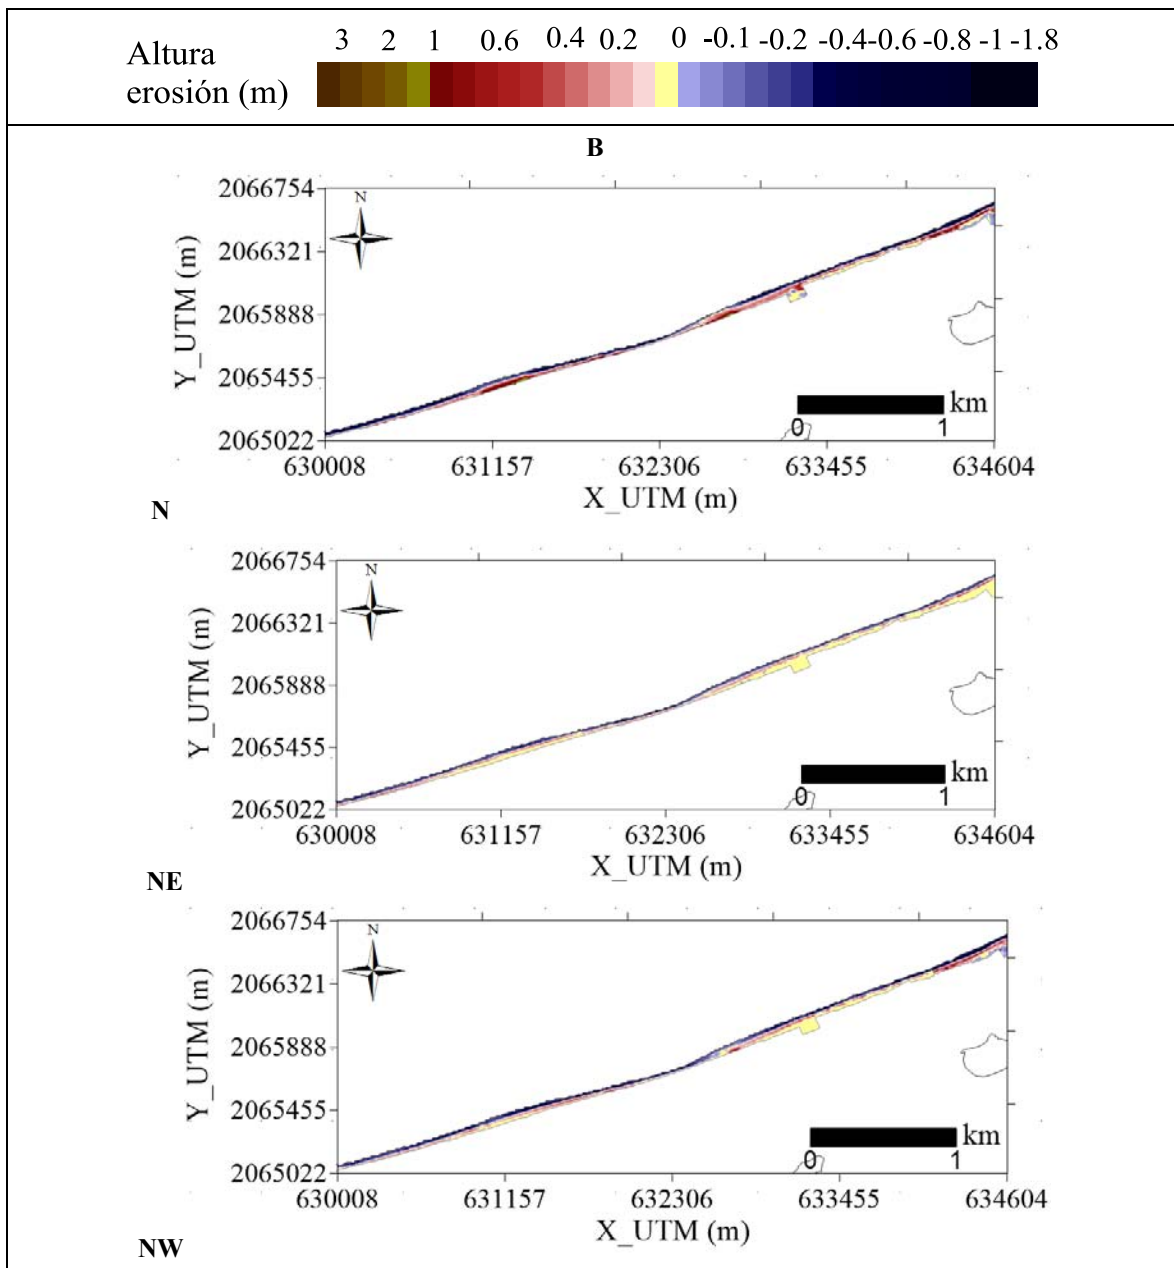 Altura
erosión (m)
3 2 1 0.6 0.4 0.2 0 -0.1 -0.2 -0.4 -0.6 -0.8 -1 -1.8
B
2066754
2066321
2065888
2065455
2065022
Y_UTM (m)
N
km
0 1
630008 631157 632306 633455 634604
X_UTM (m)
N
2066754
2066321
2065888
2065455
2065022
Y_UTM (m)
N
km
0 1
630008 631157 632306 633455 634604
X_UTM (m)
NE
2066754
2066321
2065888
2065455
2065022
Y_UTM (m)
N
km
0 1
630008 631157 632306 633455 634604
X_UTM (m)
NW